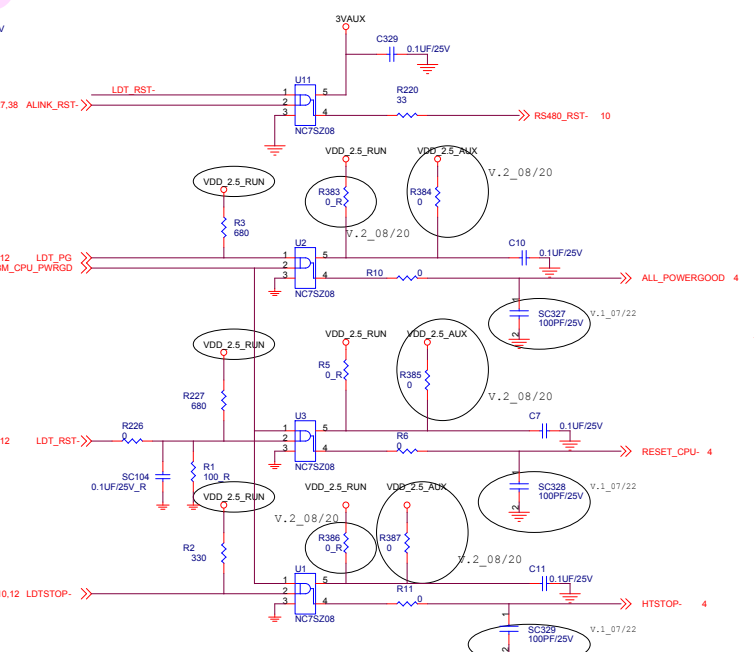 V
3VAUX
C329
0.1UF/25V
U11
LDT_RST-
R220
33
7,38 ALINK_RST-
1
2
3
5
4
RS480_RST- 10
NC7SZ08
VDD_2.5_RUN
VDD_2.5_AUX
V.2_08/20
VDD_2.5_RUN
R383
0_R
R384
0
R3
680
V.2_08/20
U2
C10
0.1UF/25V
12 LDT_PG
M_CPU_PWRGD
1
2
3
5
4
R10
0
ALL_POWERGOOD 4
NC7SZ08
1
SC327
100PF/25V
V.1_07/22
2
VDD_2.5_RUN
VDD_2.5_AUX
VDD_2.5_RUN
R5
0_R
R385
0
R227
680
V.2_08/20
U3
C7
0.1UF/25V
R226
0
12 LDT_RST-
1
2
3
5
4
R6
0
RESET_CPU- 4
NC7SZ08
R1
100_R
SC104
0.1UF/25V_R
1
SC328
100PF/25V
V.1_07/22
2
VDD_2.5_RUN
VDD_2.5_RUN
VDD_2.5_AUX
V.2_08/20
R386
0_R
R387
0
R2
330
V.2_08/20
U1
C11
0.1UF/25V
0,12 LDTSTOP-
1
2
3
5
4
R11
0
HTSTOP- 4
NC7SZ08
1
SC329
100PF/25V
V.1_07/22
2